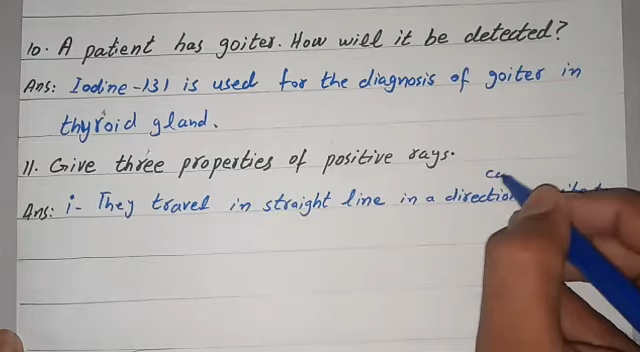 10. A patient has goiter. How will it be detected?
Ans: Iodine-131 is used for the diagnosis of goiter in
thyroid gland.
11. Give three properties of positive rays.
Ans: i- They travel in straight line in a direction